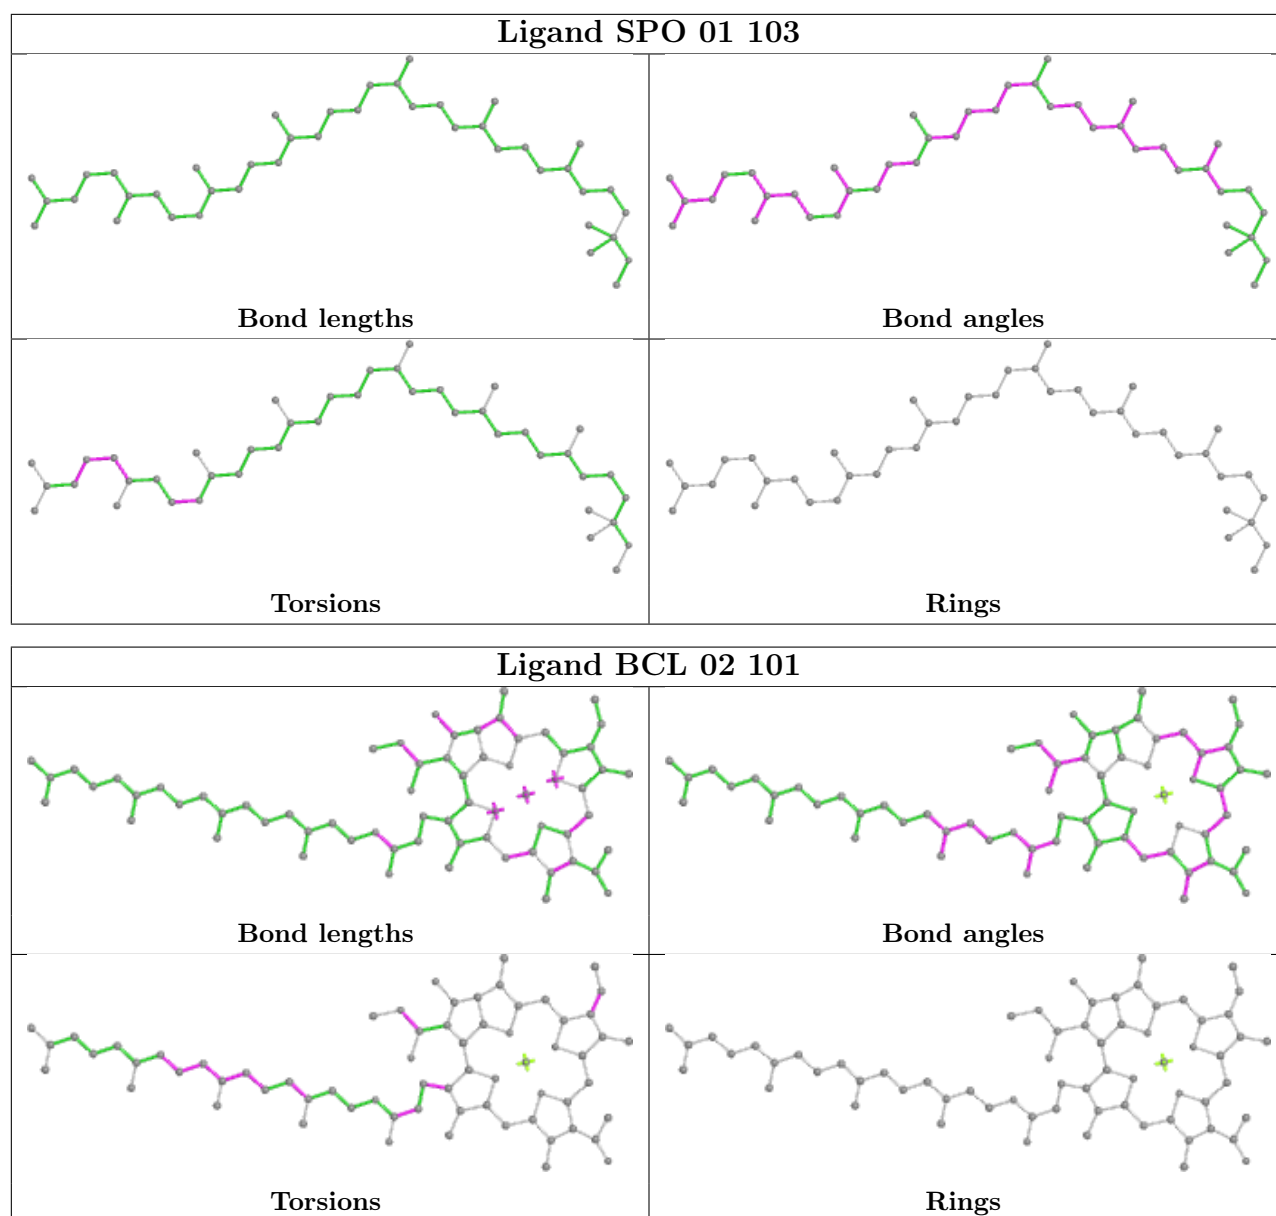 Ligand SPO 01 103
Bond lengths
Bond angles
Torsions
Rings
Ligand BCL 02 101
Bond lengths
Bond angles
Torsions
Rings